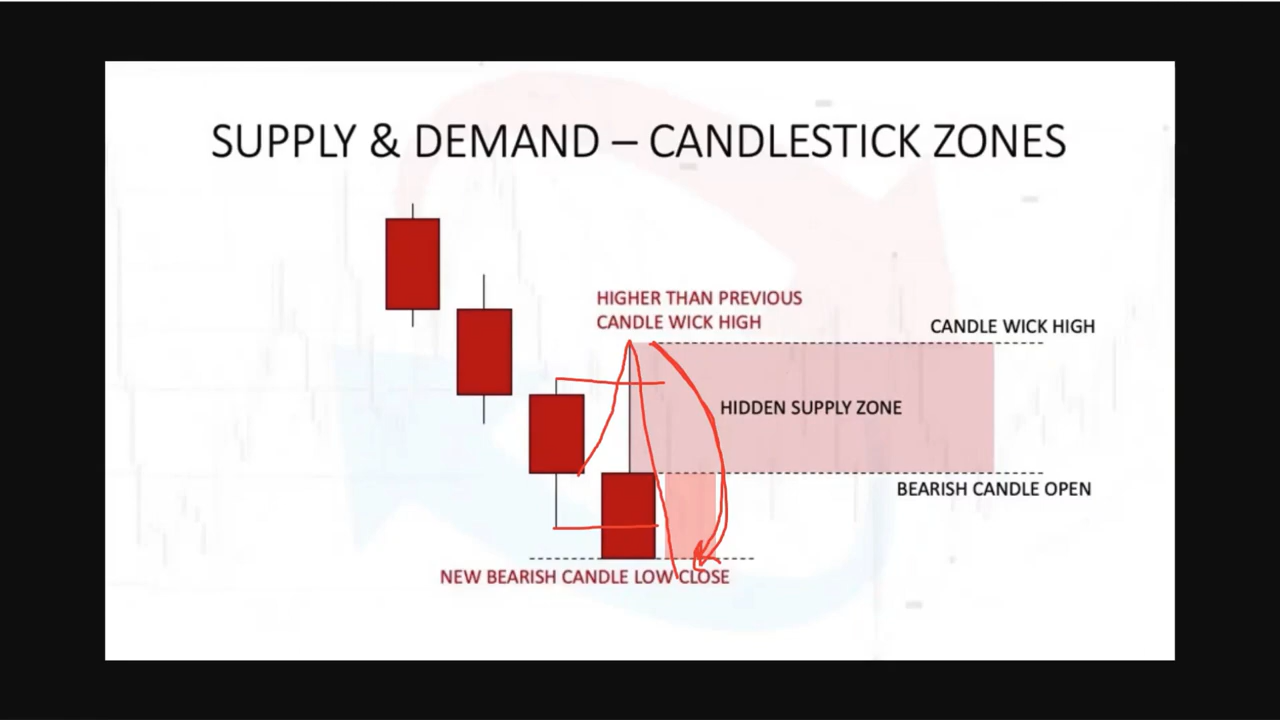 SUPPLY & DEMAND – CANDLESTICK ZONES
HIGHER THAN PREVIOUS
CANDLE WICK HIGH
CANDLE WICK HIGH
HIDDEN SUPPLY ZONE
BEARISH CANDLE OPEN
NEW BEARISH CANDLE LOW CLOSE